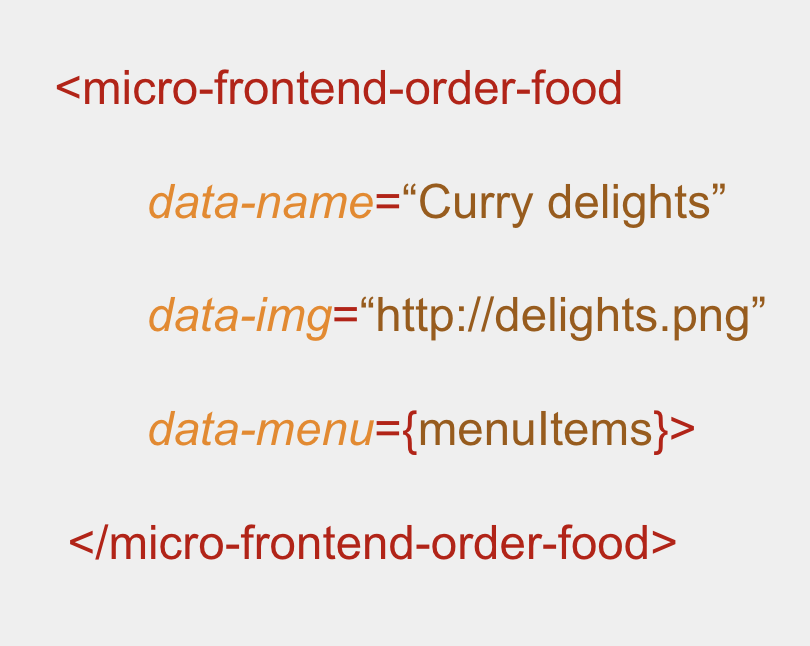 <micro-frontend-order-food
data-name=“Curry delights”
data-img=“http://delights.png”
data-menu={menuItems}>
</micro-frontend-order-food>